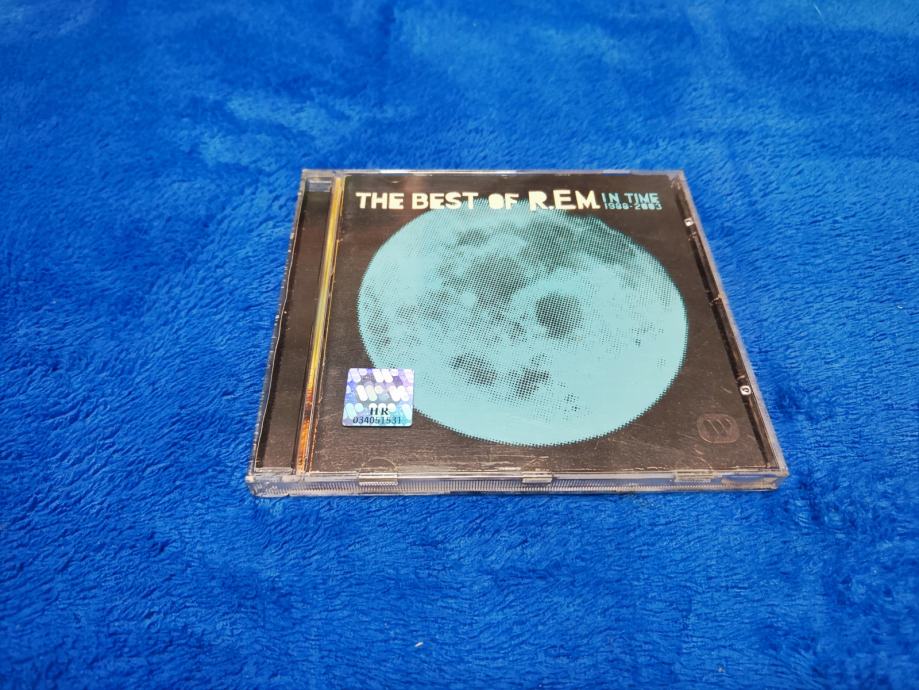 THE BEST OF R.E.M. IN TIME
1988-2003
HR
034051531